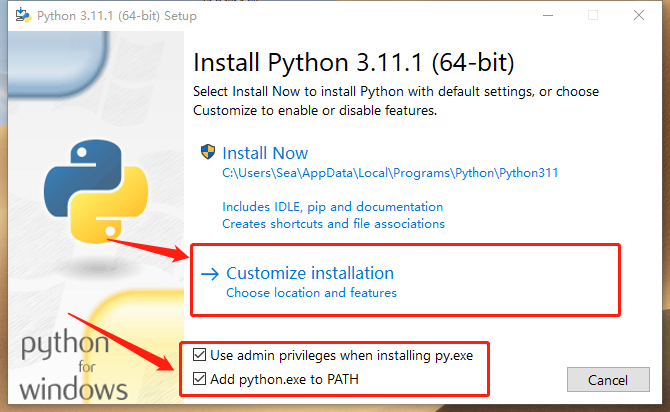 Python 3.11.1 (64-bit) Setup
Install Python 3.11.1 (64-bit)
Select Install Now to install Python with default settings, or choose
Customize to enable or disable features.
Install Now
C:\Users\Sea\AppData\Local\Programs\Python\Python311
Includes IDLE, pip and documentation
Creates shortcuts and file associations
Customize installation
Choose location and features
python
for
windows
Use admin privileges when installing py.exe
Add python.exe to PATH
Cancel